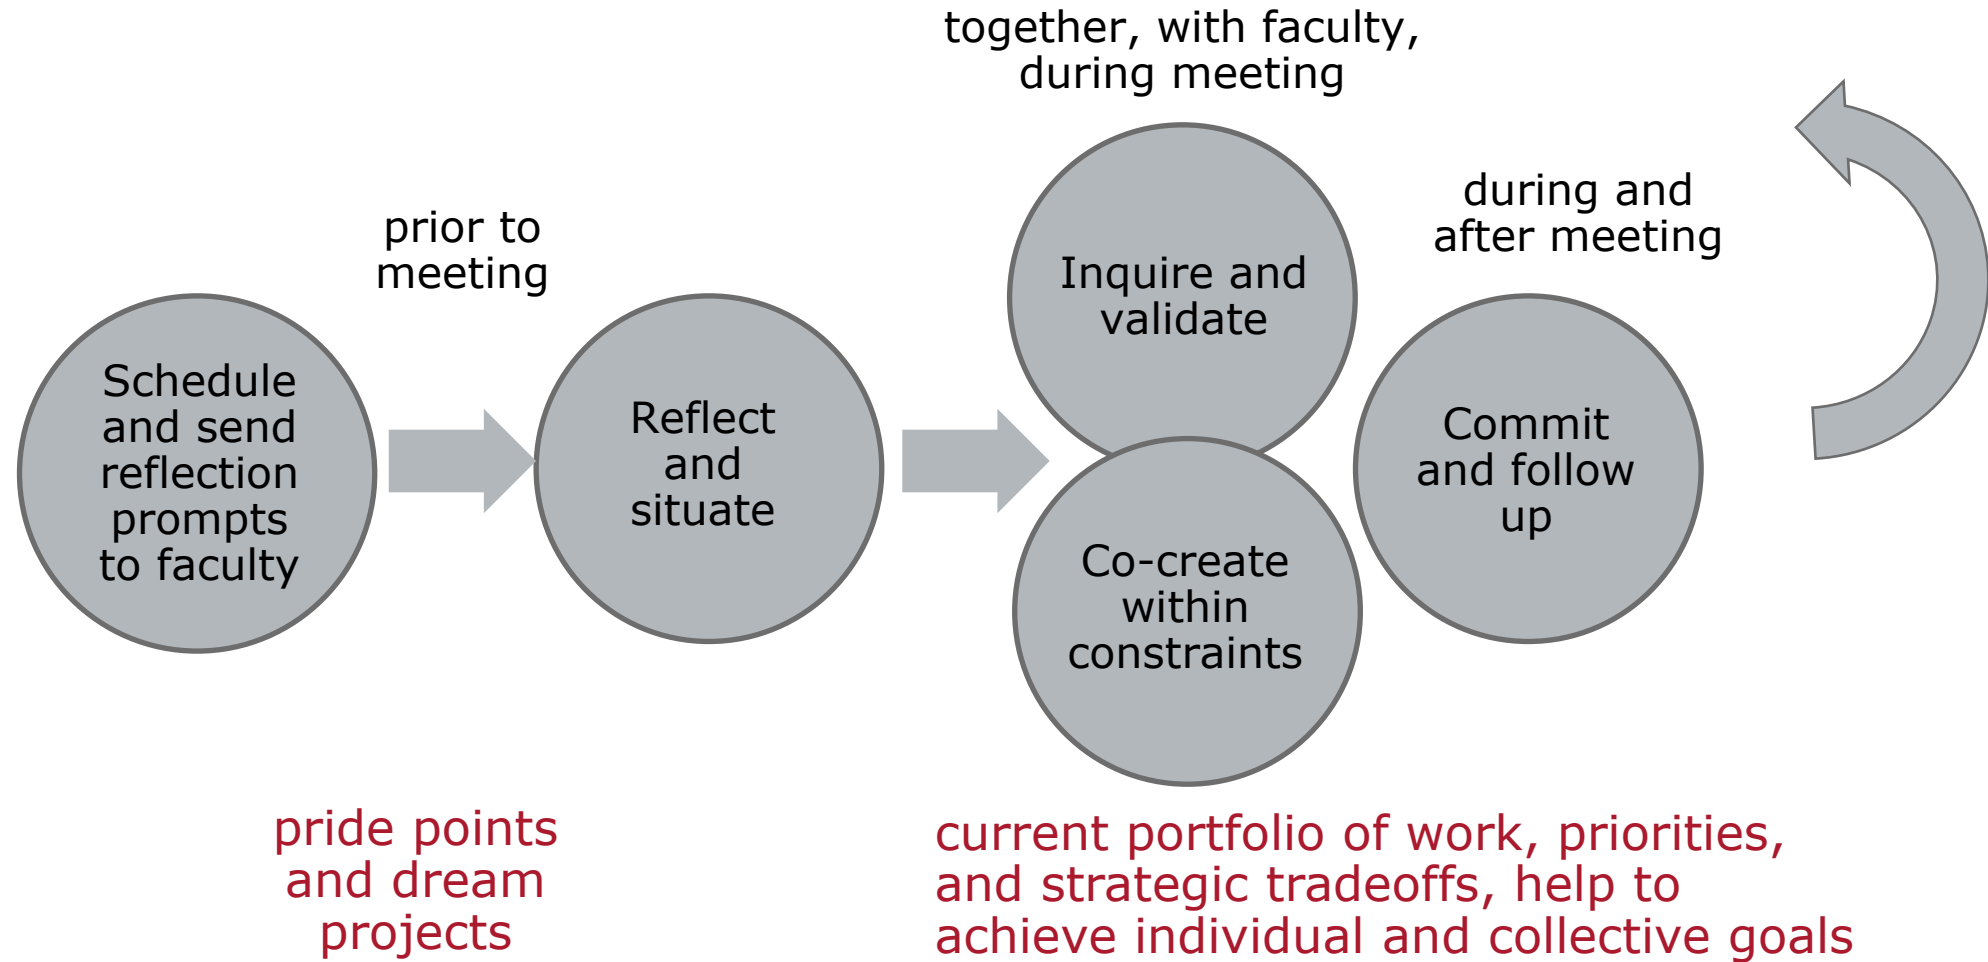 together, with faculty,
during meeting
prior to
meeting
during and
after meeting
Schedule
and send
reflection
prompts
to faculty
Reflect
and
situate
Inquire and
validate
Co-create
within
constraints
Commit
and follow
up
pride points
and dream
projects
current portfolio of work, priorities,
and strategic tradeoffs, help to
achieve individual and collective goals